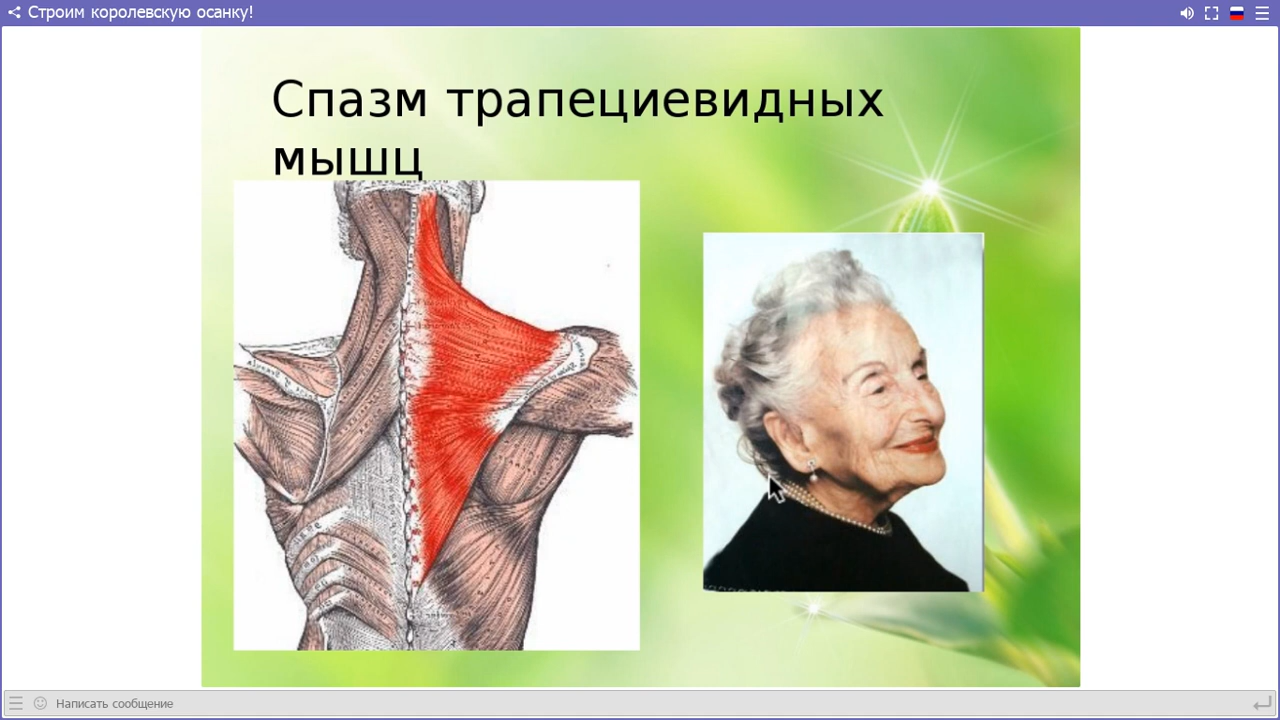 Строим королевскую осанку!
Спазм трапециевидных
мышц
Написать сообщение